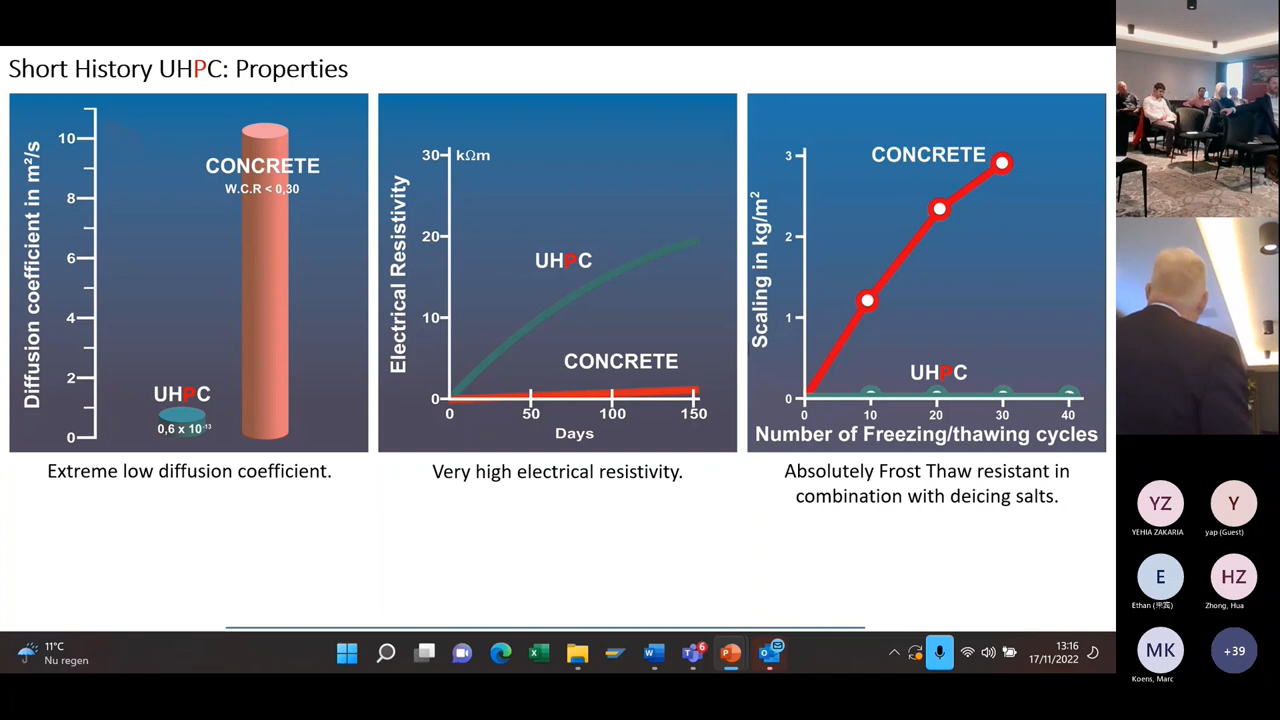 Short History UHPC: Properties
Diffusion coefficient in m²/s
10
8
6
4
2
0
CONCRETE
W.C.R < 0,30
UHPC
0,6 x 10⁻¹³
Extreme low diffusion coefficient.
Electrical Resistivity
30
kΩm
20
10
0
UHPC
CONCRETE
0 50 100 150
Days
Very high electrical resistivity.
Scaling in kg/m²
3
2
1
0
CONCRETE
UHPC
0 10 20 30 40
Number of Freezing/thawing cycles
Absolutely Frost Thaw resistant in
combination with deicing salts.
YZ
YEHIA ZAKARIA
Y
yap (Guest)
E
HZ
Zhong, Hua
MK
Koens, Marc
+39
11°C
Nu regen
6
13:16
17/11/2022